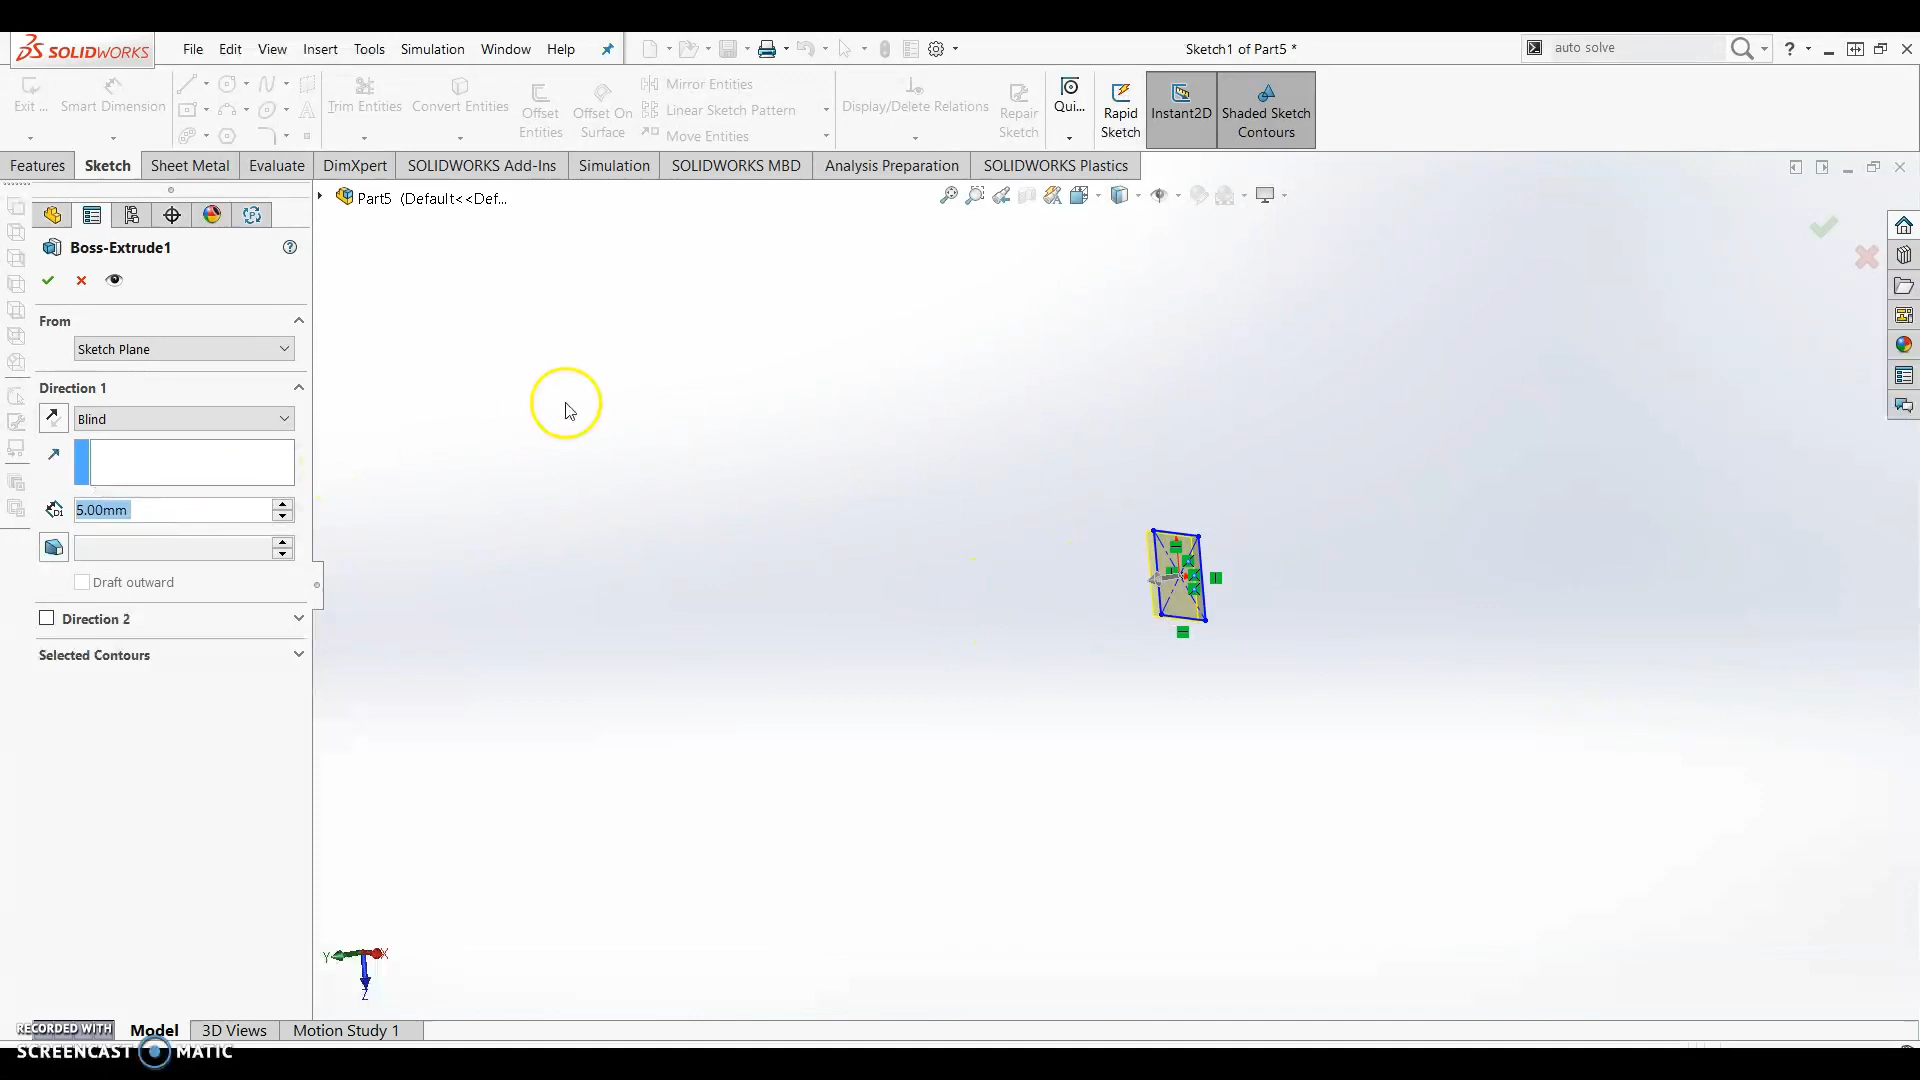 SOLIDWORKS
File Edit View Insert Tools Simulation Window Help
Sketch1 of Part5 *
auto solve
Exit ...
Smart Dimension
Trim Entities
Convert Entities
Offset Entities
Offset On Surface
Mirror Entities
Linear Sketch Pattern
Move Entities
Display/Delete Relations
Repair Sketch
Qui...
Rapid Sketch
Instant2D
Shaded Sketch Contours
Features Sketch Sheet Metal Evaluate DimXpert SOLIDWORKS Add-Ins Simulation SOLIDWORKS MBD Analysis Preparation SOLIDWORKS Plastics
Part5 (Default<<Def...
Boss-Extrude1
From
Sketch Plane
Direction 1
Blind
D1
5.00mm
Draft outward
Direction 2
Selected Contours
Y X
Z
Model 3D Views Motion Study 1
RECORDED WITH
SCREENCAST MATIC